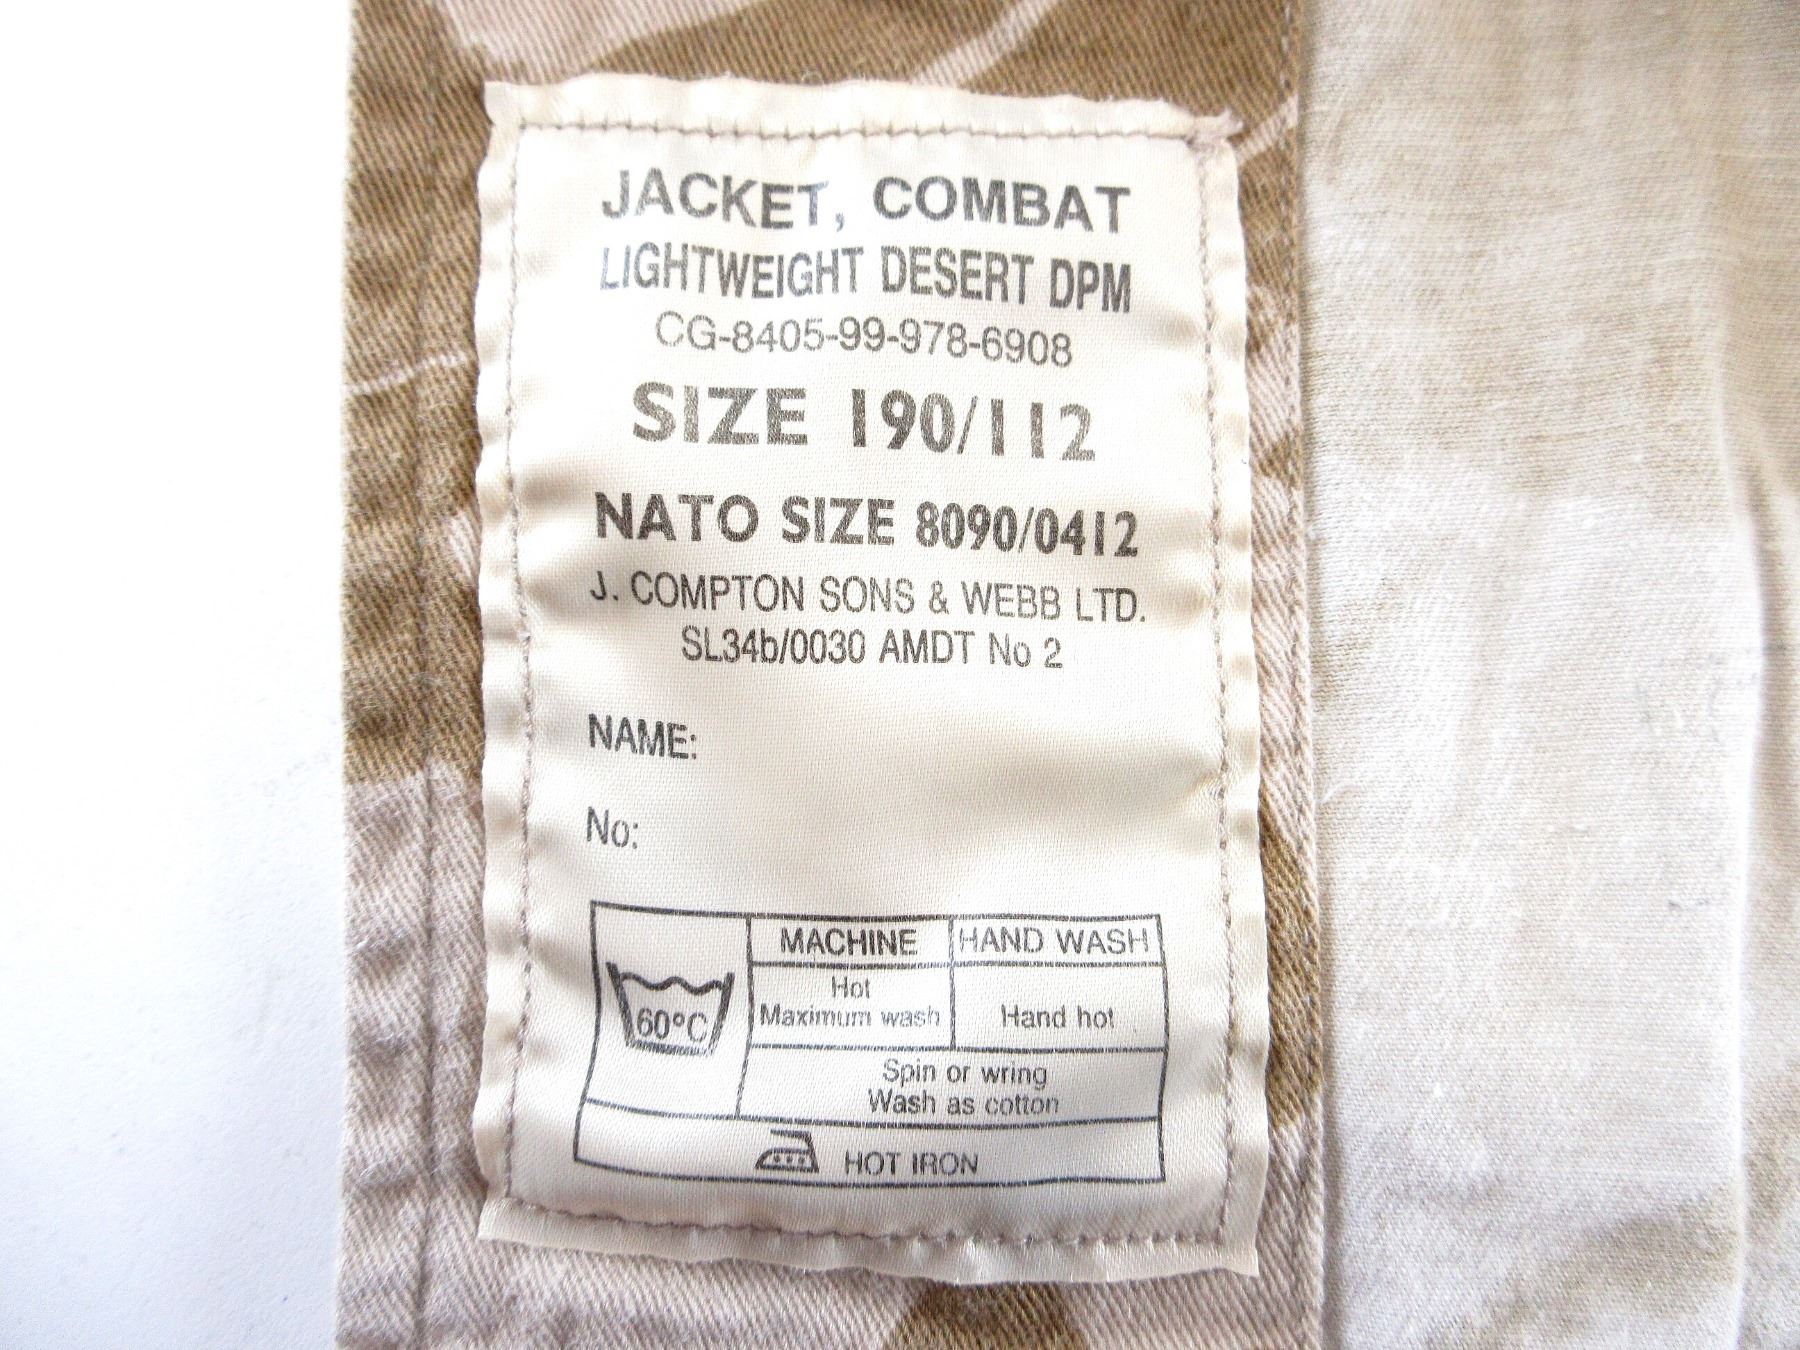 JACKET, COMBAT
LIGHTWEIGHT DESERT DPM
CG-8405-99-978-6908
SIZE 190/112
NATO SIZE 8090/0412
J. COMPTON SONS & WEBB LTD.
SL34b/0030 AMDT No 2
NAME:
No:
MACHINE HAND WASH
60°C
Hot
Maximum wash
Hand hot
Spin or wring
Wash as cotton
HOT IRON